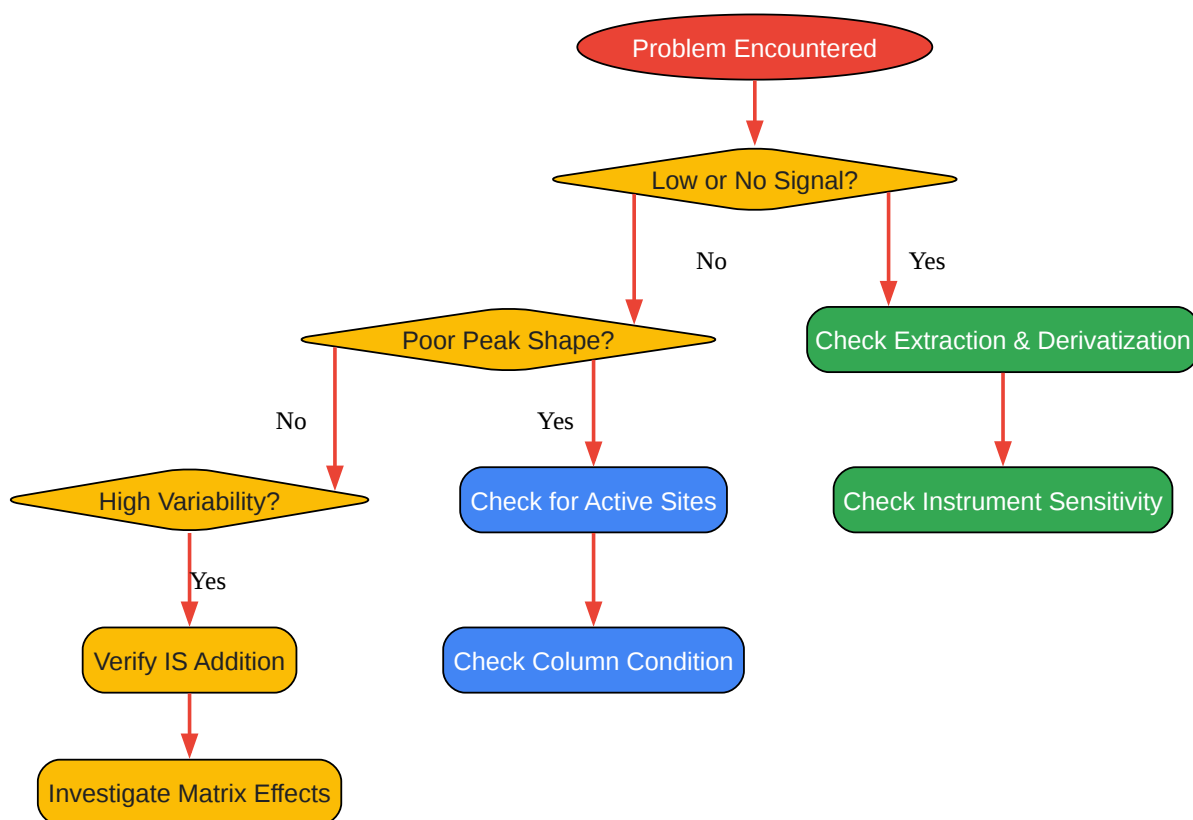 Problem Encountered
Low or No Signal?
No
Yes
Poor Peak Shape?
Check Extraction & Derivatization
No
Yes
High Variability?
Check for Active Sites
Check Instrument Sensitivity
Yes
Verify IS Addition
Check Column Condition
Investigate Matrix Effects